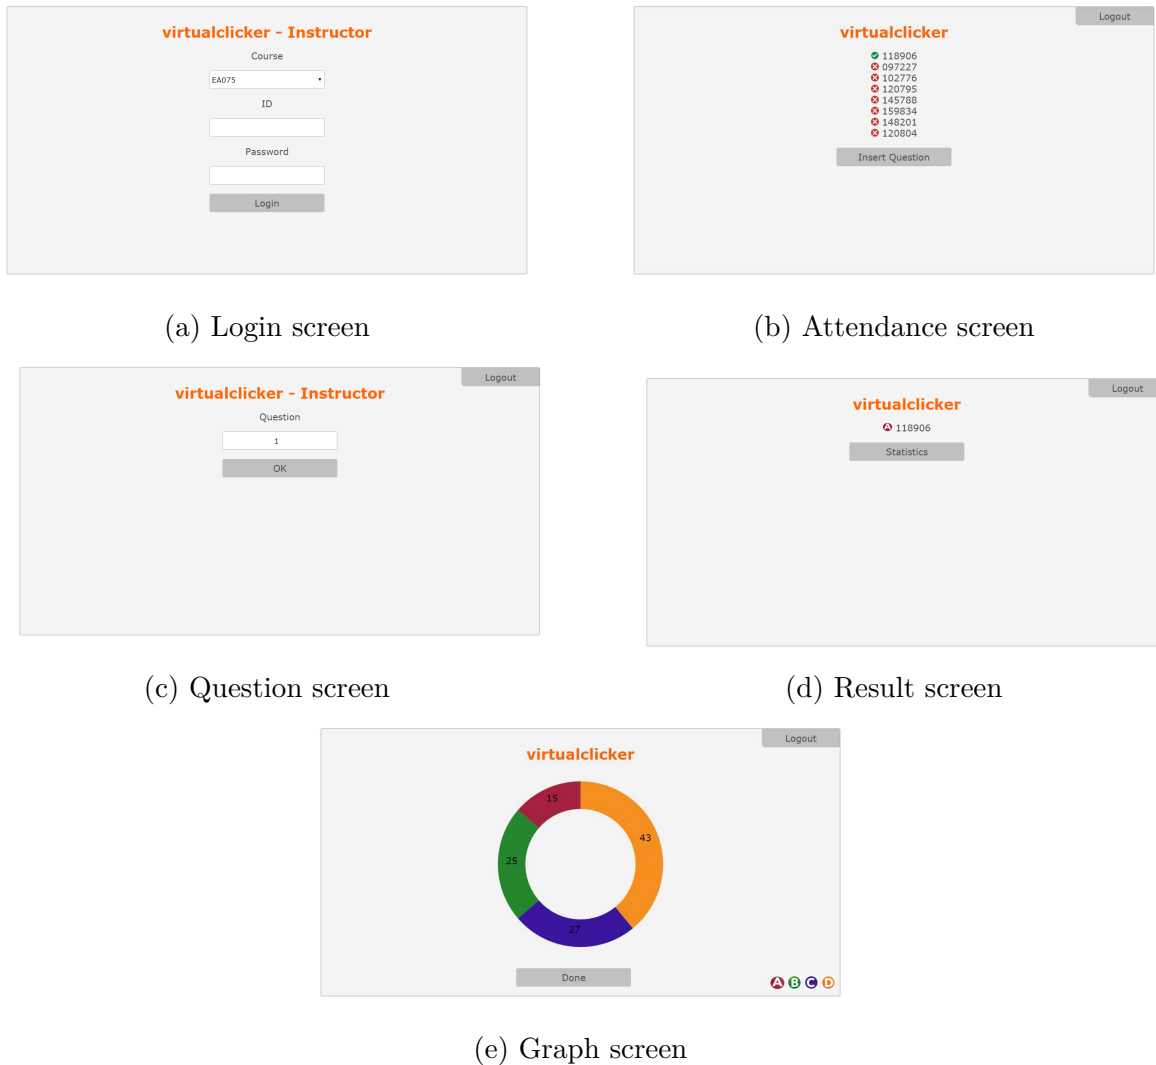 virtualclicker - Instructor
Course
EA075
ID
Password
Login
(a) Login screen
Logout
virtualclicker
118906
097227
102776
120795
145788
159834
148201
120804
Insert Question
(b) Attendance screen
Logout
virtualclicker - Instructor
Question
1
OK
(c) Question screen
Logout
virtualclicker
A 118906
Statistics
(d) Result screen
Logout
virtualclicker
15
43
25
27
Done
A B C D
(e) Graph screen